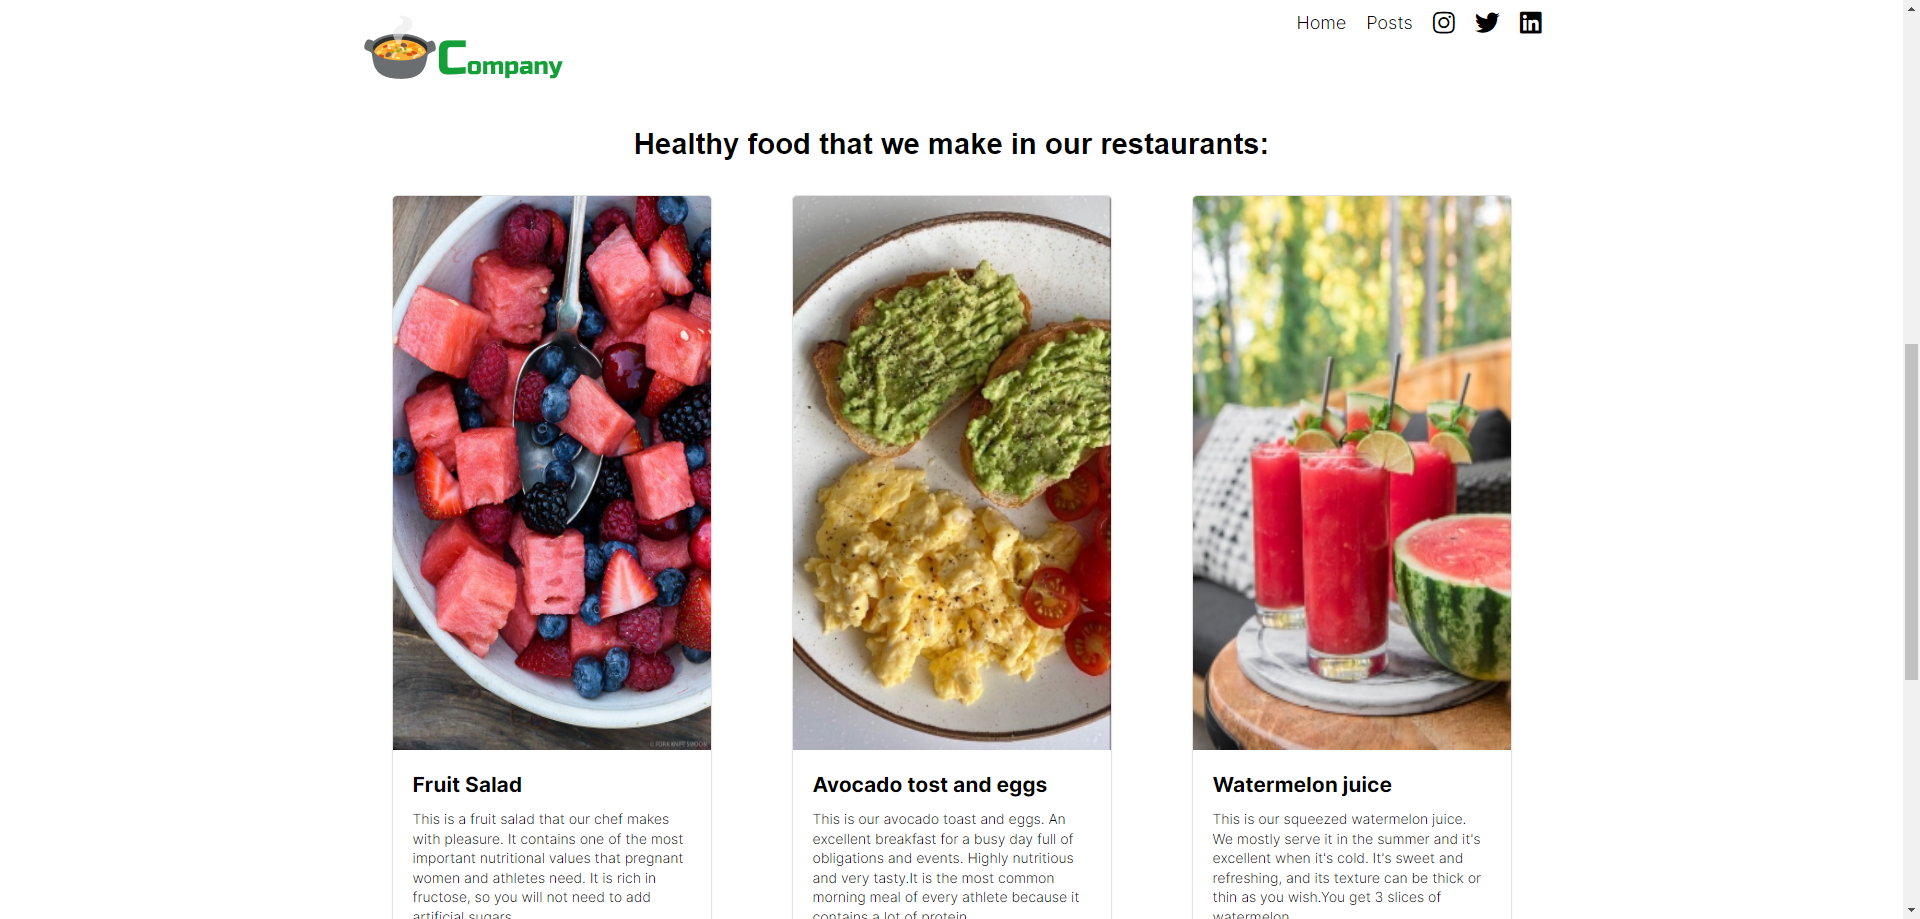 Company
Home Posts
Healthy food that we make in our restaurants:
© FORK KNIFE SWOON
Fruit Salad
This is a fruit salad that our chef makes
with pleasure. It contains one of the most
important nutritional values that pregnant
women and athletes need. It is rich in
fructose, so you will not need to add
artificial sugars.
Avocado tost and eggs
This is our avocado toast and eggs. An
excellent breakfast for a busy day full of
obligations and events. Highly nutritious
and very tasty.It is the most common
morning meal of every athlete because it
contains a lot of protein.
Watermelon juice
This is our squeezed watermelon juice.
We mostly serve it in the summer and it's
excellent when it's cold. It's sweet and
refreshing, and its texture can be thick or
thin as you wish.You get 3 slices of
watermelon